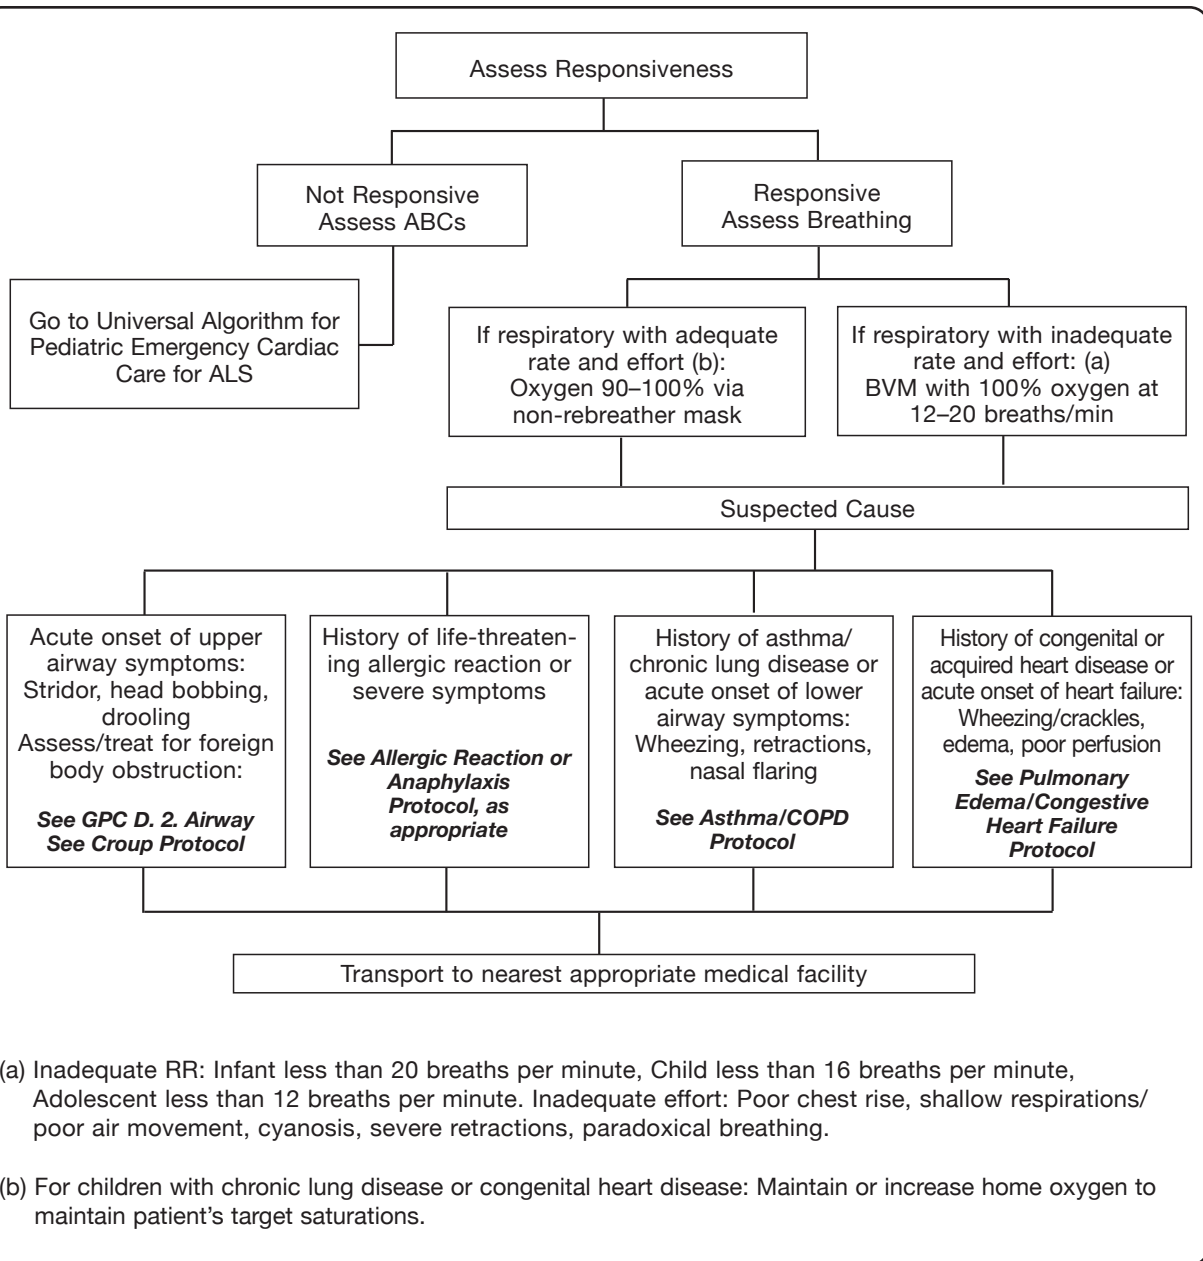 Assess Responsiveness
Not Responsive
Assess ABCs
Responsive
Assess Breathing
Go to Universal Algorithm for
Pediatric Emergency Cardiac
Care for ALS
If respiratory with adequate
rate and effort (b):
Oxygen 90–100% via
non-rebreather mask
If respiratory with inadequate
rate and effort: (a)
BVM with 100% oxygen at
12–20 breaths/min
Suspected Cause
Acute onset of upper
airway symptoms:
Stridor, head bobbing,
drooling
Assess/treat for foreign
body obstruction:
See GPC D. 2. Airway
See Croup Protocol
History of life-threaten-
ing allergic reaction or
severe symptoms
See Allergic Reaction or
Anaphylaxis
Protocol, as
appropriate
History of asthma/
chronic lung disease or
acute onset of lower
airway symptoms:
Wheezing, retractions,
nasal flaring
See Asthma/COPD
Protocol
History of congenital or
acquired heart disease or
acute onset of heart failure:
Wheezing/crackles,
edema, poor perfusion
See Pulmonary
Edema/Congestive
Heart Failure
Protocol
Transport to nearest appropriate medical facility
(a) Inadequate RR: Infant less than 20 breaths per minute, Child less than 16 breaths per minute,
Adolescent less than 12 breaths per minute. Inadequate effort: Poor chest rise, shallow respirations/
poor air movement, cyanosis, severe retractions, paradoxical breathing.
(b) For children with chronic lung disease or congenital heart disease: Maintain or increase home oxygen to
maintain patient's target saturations.